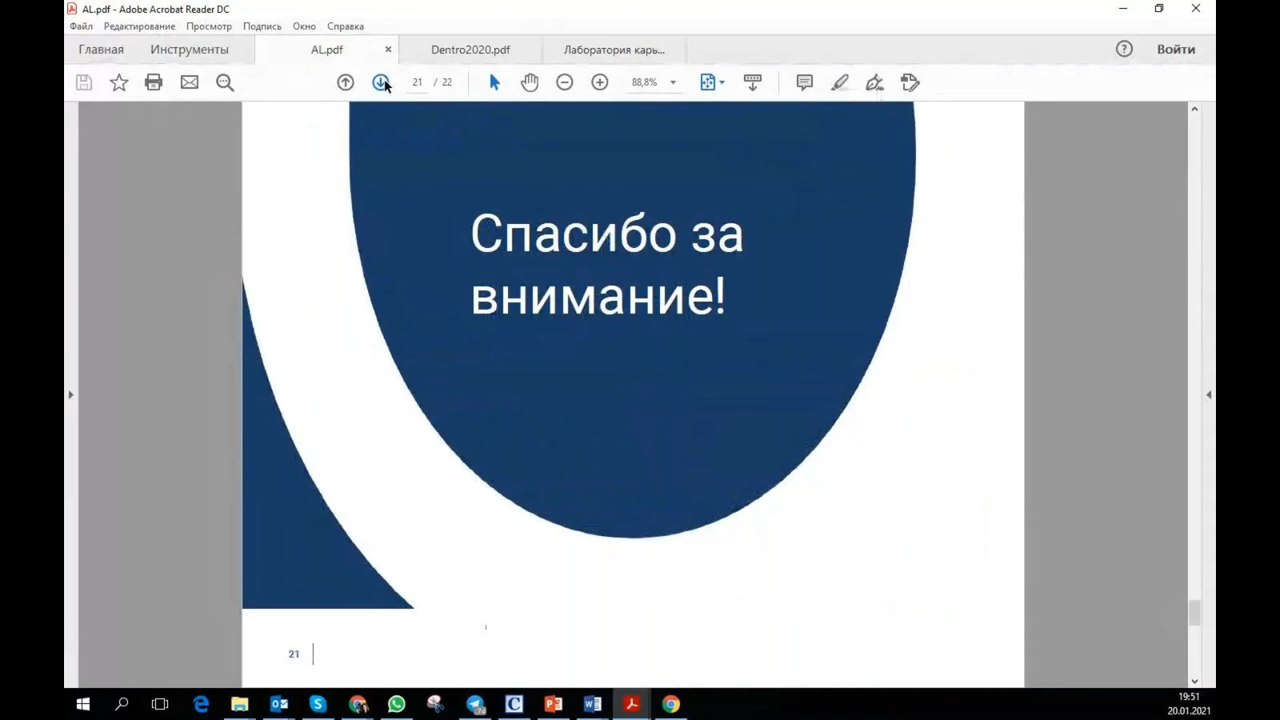 AL.pdf - Adobe Acrobat Reader DC
Файл Редактирование Просмотр Подпись Окно Справка
Главная Инструменты AL.pdf Dentro2020.pdf Лаборатория карь... Войти
21 / 22 88,8%
Спасибо за
внимание!
21
19:51
20.01.2021